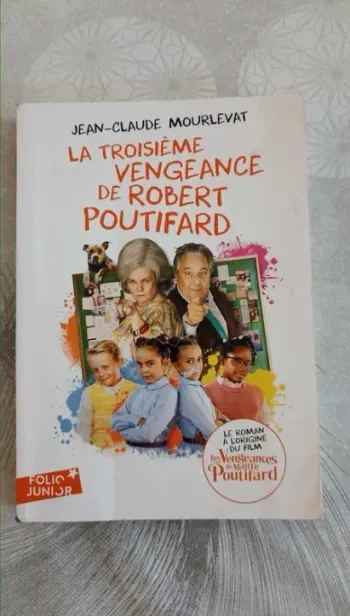 JEAN-CLAUDE MOURLEVAT
LA TROISIÈME
VENGEANCE
DE ROBERT
POUTIFARD
LE ROMAN
À L'ORIGINE
DU FILM
les Vengeances
de Maître
Poutifard
FOLIO
JUNIOR